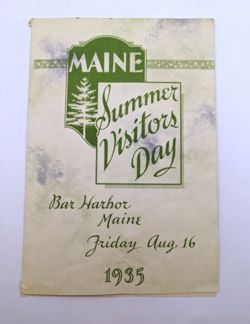 MAINE
Summer
Visitors
Day
Bar Harbor
Maine
Friday Aug. 16
1935